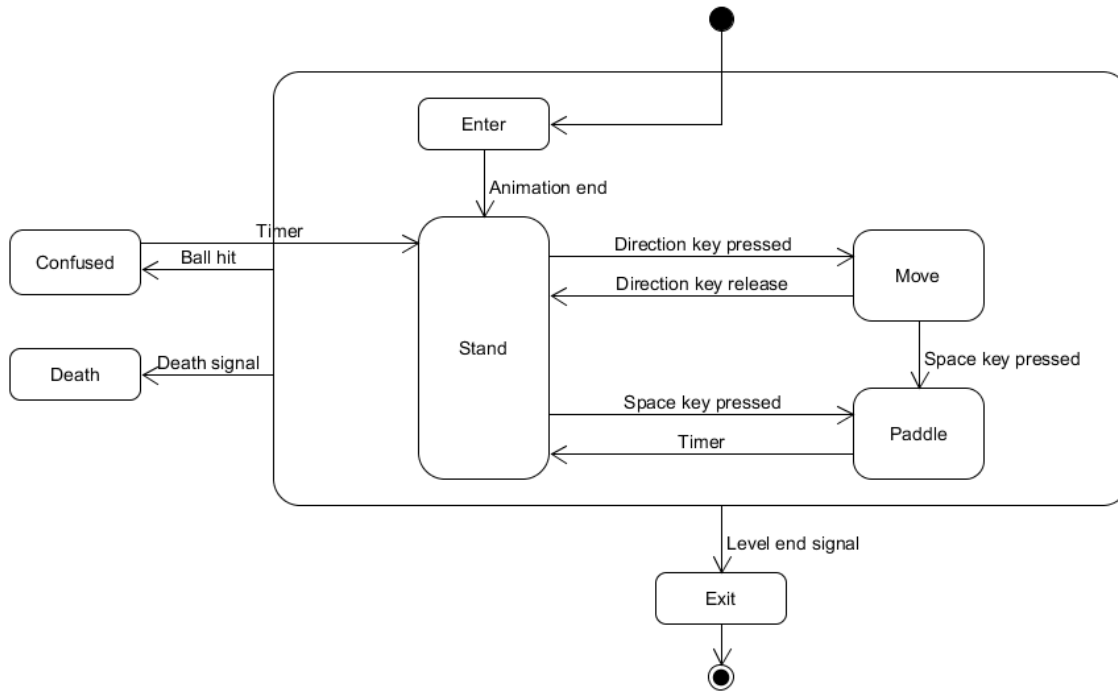 Enter
Animation end
Timer
Confused
Ball hit
Direction key pressed
Direction key release
Move
Stand
Death signal
Death
Space key pressed
Space key pressed
Paddle
Timer
Level end signal
Exit